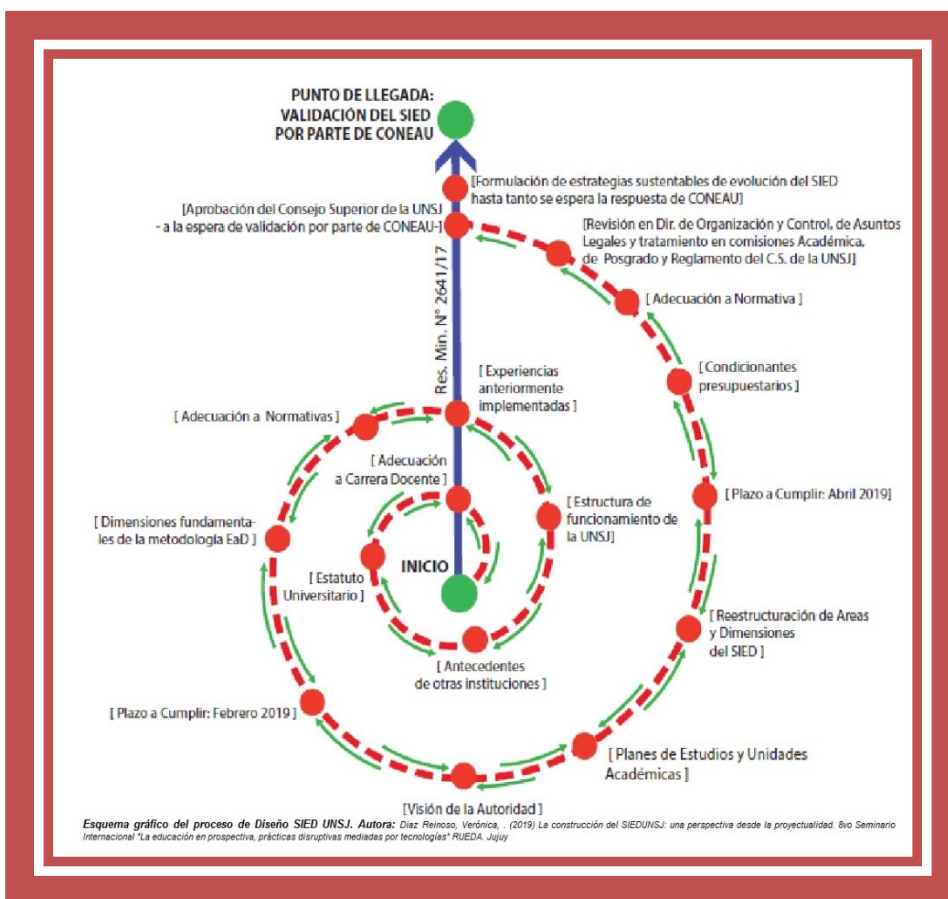 PUNTO DE LLEGADA:
VALIDACIÓN DEL SIED
POR PARTE DE CONEAU
[Formulación de estrategias sustentables de evolución del SIED
hasta tanto se espera la respuesta de CONEAU]
[Aprobación del Consejo Superior de la UNSJ
- a la espera de validación por parte de CONEAU-]
[Revisión en Dir. de Organización y Control, de Asuntos
Legales y tratamiento en comisiones Académica,
de Posgrado y Reglamento del C.S. de la UNSJ]
Res. Min. N° 2641/17
[ Adecuación a Normativa ]
[ Condicionantes
presupuestarios ]
[ Experiencias
anteriormente
implementadas ]
[ Adecuación a Normativas ]
[ Adecuación
a Carrera Docente ]
[ Plazo a Cumplir: Abril 2019]
[ Estructura de
funcionamiento de
la UNSJ]
[ Dimensiones fundamenta-
les de la metodología EaD ]
INICIO
[ Estatuto
Universitario ]
[ Reestructuración de Areas
y Dimensiones
del SIED ]
[ Antecedentes
de otras instituciones ]
[ Plazo a Cumplir: Febrero 2019 ]
[ Planes de Estudios y Unidades
Académicas ]
[Visión de la Autoridad ]
Esquema gráfico del proceso de Diseño SIED UNSJ. Autora: Díaz Reinoso, Verónica, . (2019) La construcción del SIEDUNSJ: una perspectiva desde la proyectualidad. 8vo Seminario
Internacional "La educación en prospectiva, prácticas disruptivas mediadas por tecnologías" RUEDA. Jujuy